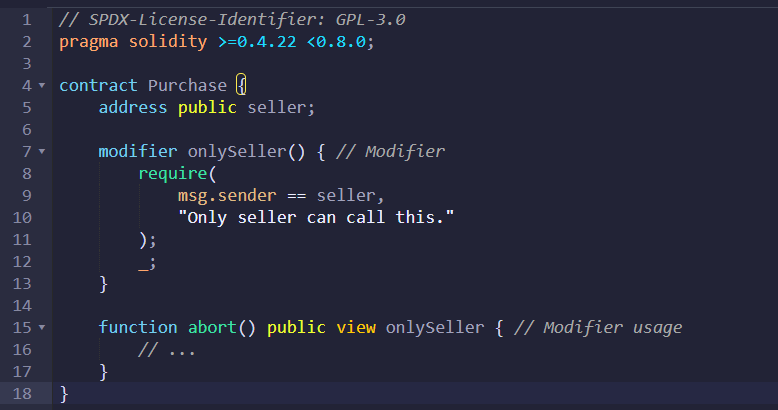 1 // SPDX-License-Identifier: GPL-3.0
2 pragma solidity >=0.4.22 <0.8.0;
3
4 contract Purchase {
5     address public seller;
6
7     modifier onlySeller() { // Modifier
8         require(
9             msg.sender == seller,
10             "Only seller can call this."
11         );
12         _;
13     }
14
15     function abort() public view onlySeller { // Modifier usage
16         // ...
17     }
18 }